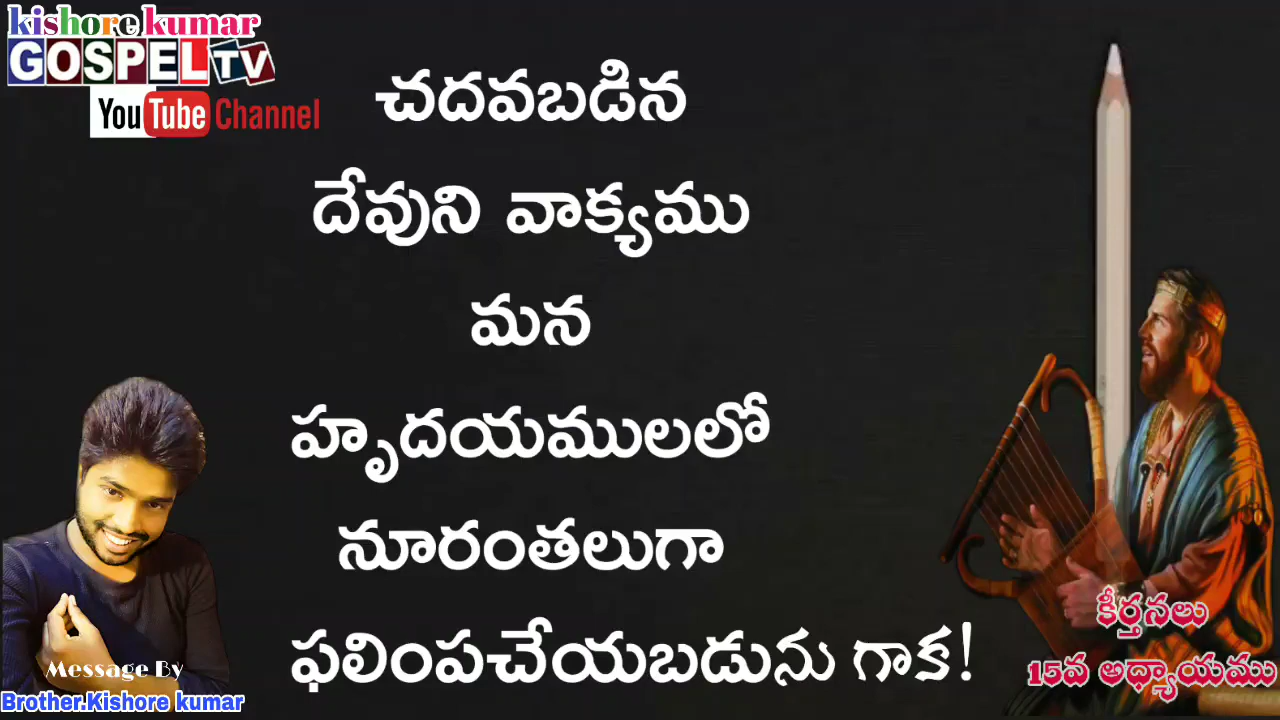 kishore kumar
GOSPEL TV
YouTube Channel
చదవబడిన
దేవుని వాక్యము
మన
హృదయములలో
నూరంతలుగా
ఫలింపచేయబడును గాక!
Message By
Brother.Kishore kumar
కీర్తనలు
15వ అధ్యాయము